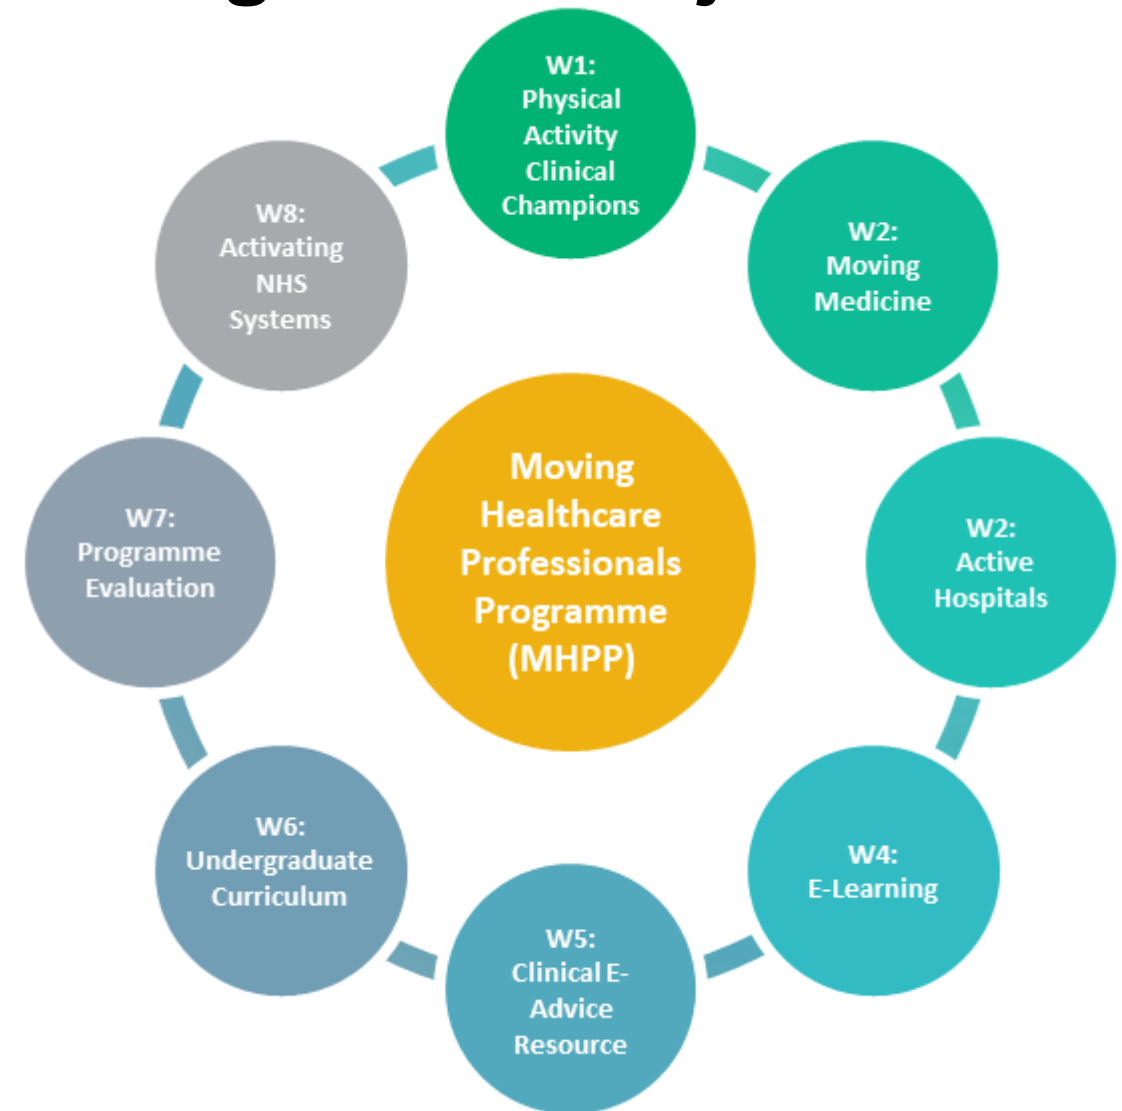 W1:
Physical
Activity
Clinical
Champions
W2:
Moving
Medicine
W2:
Active
Hospitals
W4:
E-Learning
W5:
Clinical E-
Advice
Resource
W6:
Undergraduate
Curriculum
W7:
Programme
Evaluation
W8:
Activating
NHS
Systems
Moving
Healthcare
Professionals
Programme
(MHPP)